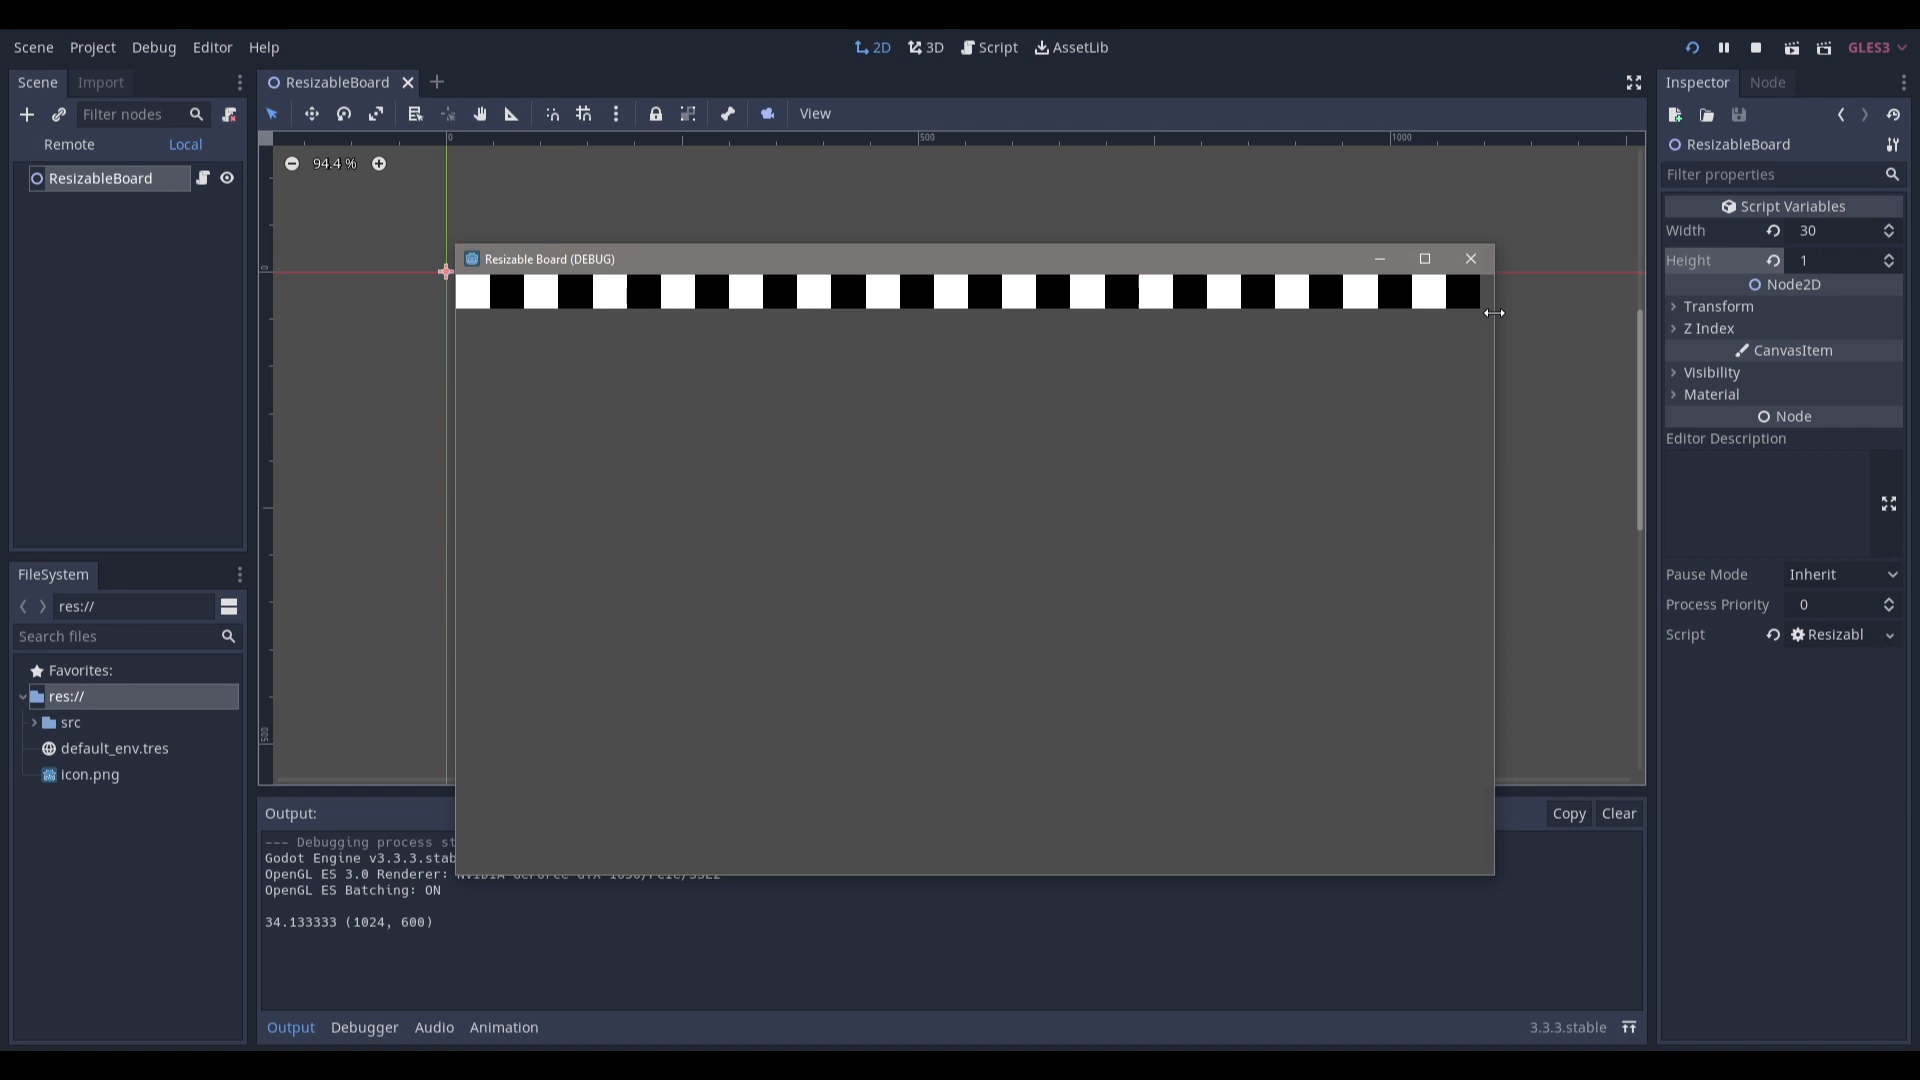 Scene Project Debug Editor Help
2D 3D Script AssetLib
GLES3
Scene Import
Filter nodes
Remote Local
ResizableBoard
ResizableBoard
View
0 500 1000
94.4 %
0
500
Resizable Board (DEBUG)
FileSystem
res://
Search files
Favorites:
res://
src
default_env.tres
icon.png
Output:
Copy Clear
--- Debugging process st
Godot Engine v3.3.3.stab
OpenGL ES 3.0 Renderer:
OpenGL ES Batching: ON
34.133333 (1024, 600)
Output Debugger Audio Animation
3.3.3.stable
Inspector Node
ResizableBoard
Filter properties
Script Variables
Width 30
Height 1
Node2D
Transform
Z Index
CanvasItem
Visibility
Material
Node
Editor Description
Pause Mode Inherit
Process Priority 0
Script Resizabl